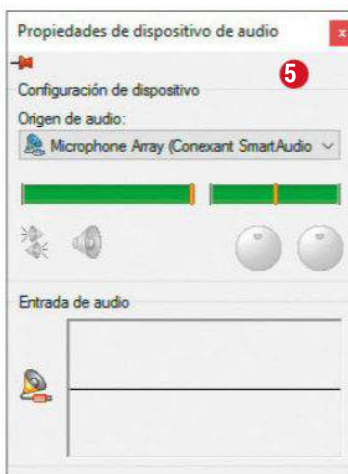 Propiedades de dispositivo de audio
5
Configuración de dispositivo
Origen de audio:
Microphone Array (Conexant SmartAudio
Entrada de audio